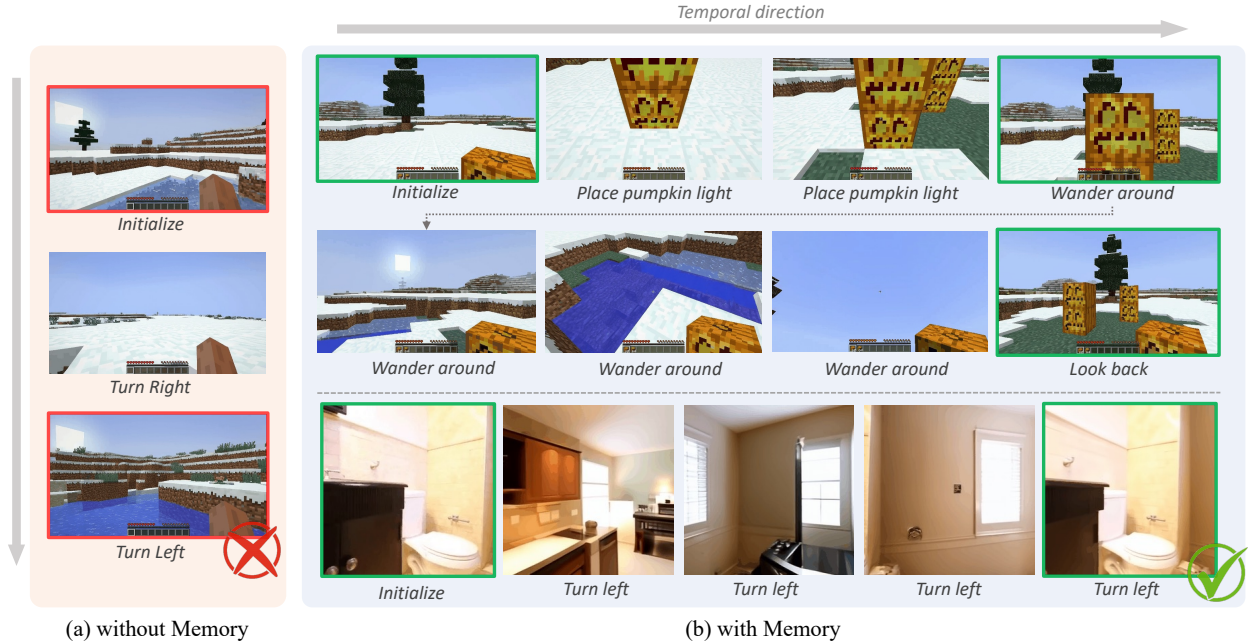 Temporal direction
Initialize
Turn Right
Turn Left
(a) without Memory
Initialize
Place pumpkin light
Place pumpkin light
Wander around
Wander around
Wander around
Wander around
Look back
Initialize
Turn left
Turn left
Turn left
Turn left
(b) with Memory